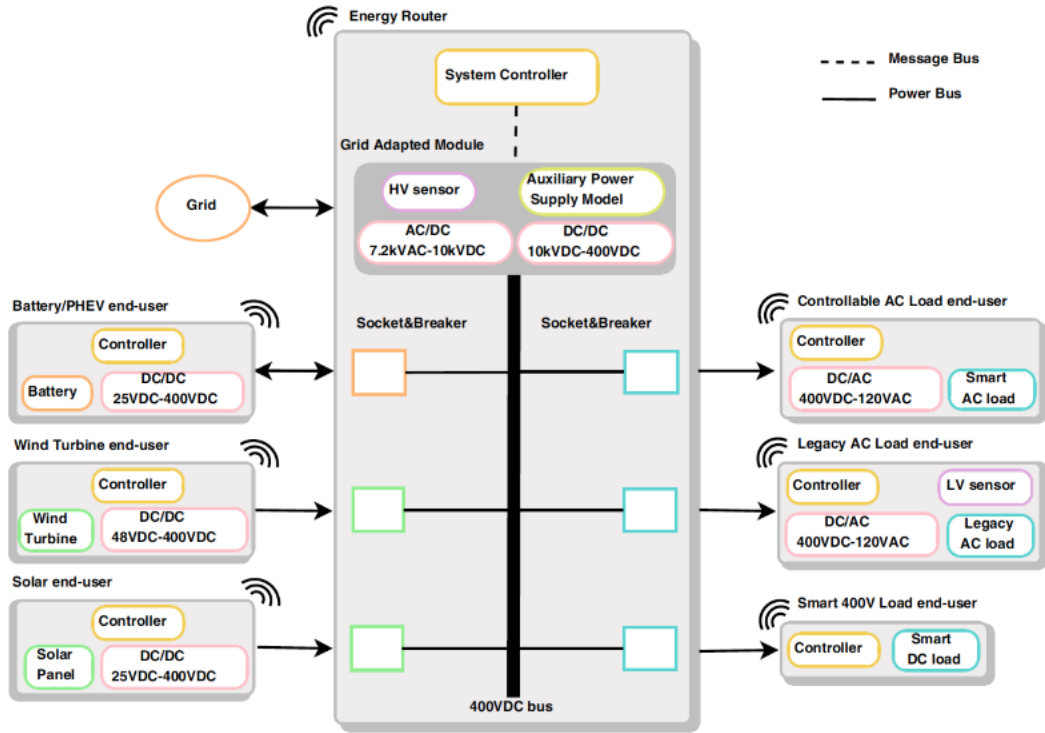 Energy Router
System Controller
Message Bus
Power Bus
Grid Adapted Module
HV sensor
Auxiliary Power
Supply Model
AC/DC
7.2kVAC-10kVDC
DC/DC
10kVDC-400VDC
Grid
Battery/PHEV end-user
Controller
Battery
DC/DC
25VDC-400VDC
Wind Turbine end-user
Controller
Wind
Turbine
DC/DC
48VDC-400VDC
Solar end-user
Controller
Solar
Panel
DC/DC
25VDC-400VDC
Socket&Breaker
Socket&Breaker
400VDC bus
Controllable AC Load end-user
Controller
DC/AC
400VDC-120VAC
Smart
AC load
Legacy AC Load end-user
Controller
LV sensor
DC/AC
400VDC-120VAC
Legacy
AC load
Smart 400V Load end-user
Controller
Smart
DC load